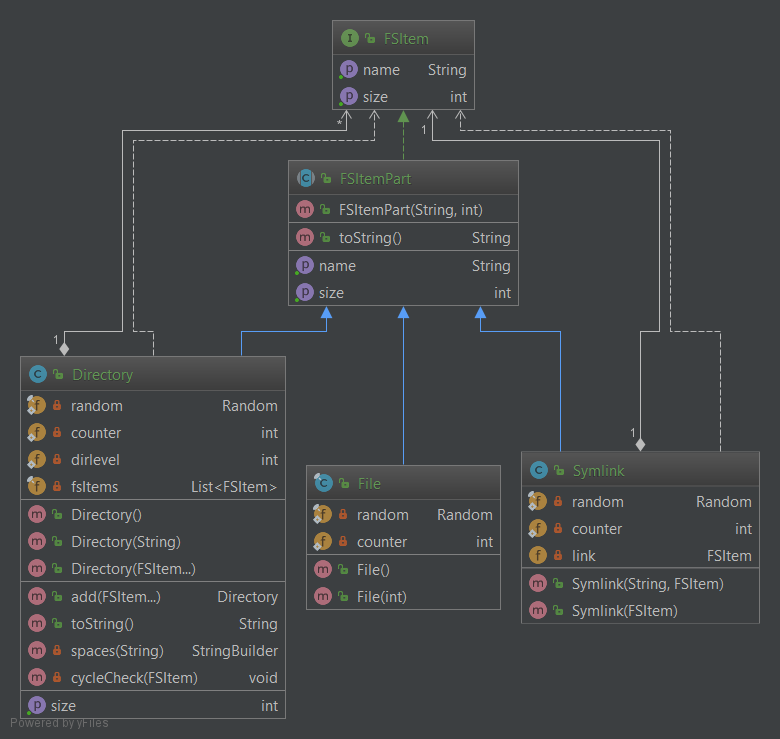 FSItem
name String
size int
* 1
FSItemPart
FSItemPart(String, int)
toString() String
name String
size int
1
Directory
random Random
counter int
dirlevel int
fsItems List<FSItem>
Directory()
Directory(String)
Directory(FSItem...)
add(FSItem...) Directory
toString() String
spaces(String) StringBuilder
cycleCheck(FSItem) void
size int
File
random Random
counter int
File()
File(int)
1
Symlink
random Random
counter int
link FSItem
Symlink(String, FSItem)
Symlink(FSItem)
Powered by yFiles